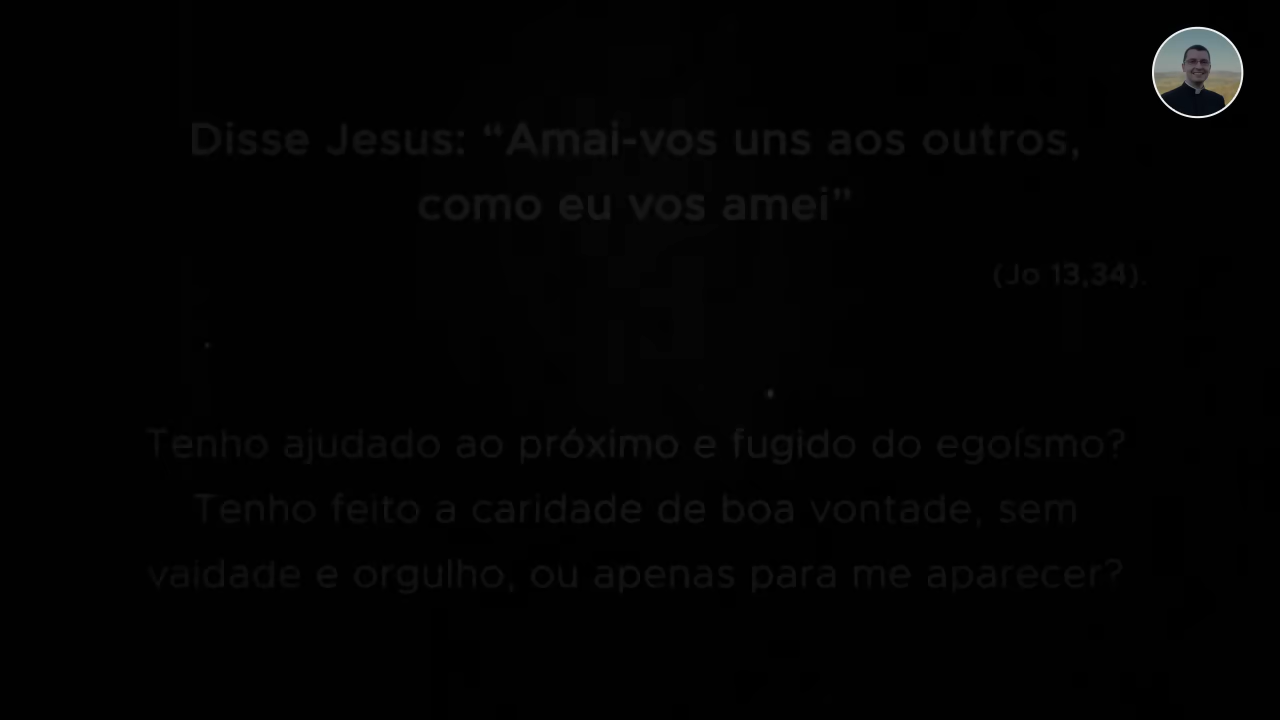 Disse Jesus: “Amai-vos uns aos outros,
como eu vos amei”
(Jo 13,34).
Tenho ajudado ao próximo e fugido do egoísmo?
Tenho feito a caridade de boa vontade, sem
vaidade e orgulho, ou apenas para me aparecer?